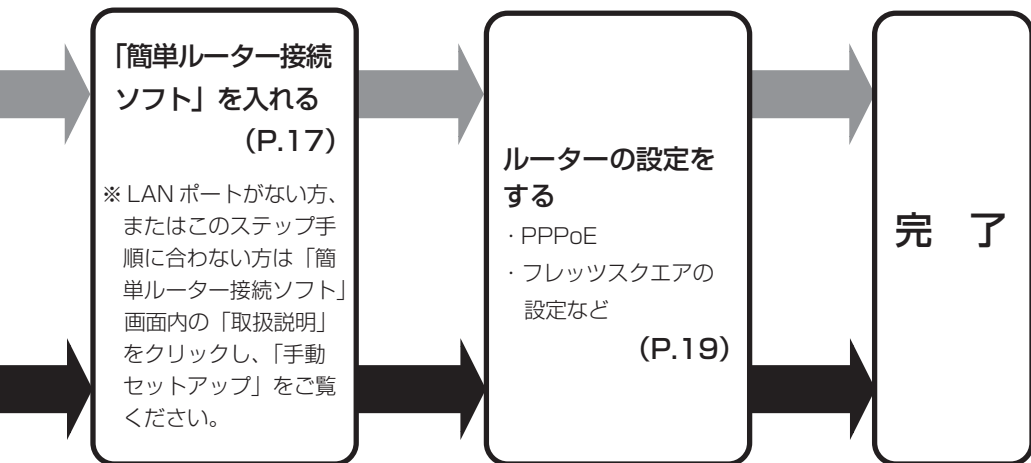 「簡単ルーター接続
ソフト」を入れる
（P.17）
※ LAN ポートがない方、
またはこのステップ手
順に合わない方は「簡
単ルーター接続ソフト」
画面内の「取扱説明」
をクリックし、「手動
セットアップ」をご覧
ください。
ルーターの設定を
する
・PPPoE
・フレッツスクエアの
設定など
（P.19）
完　了